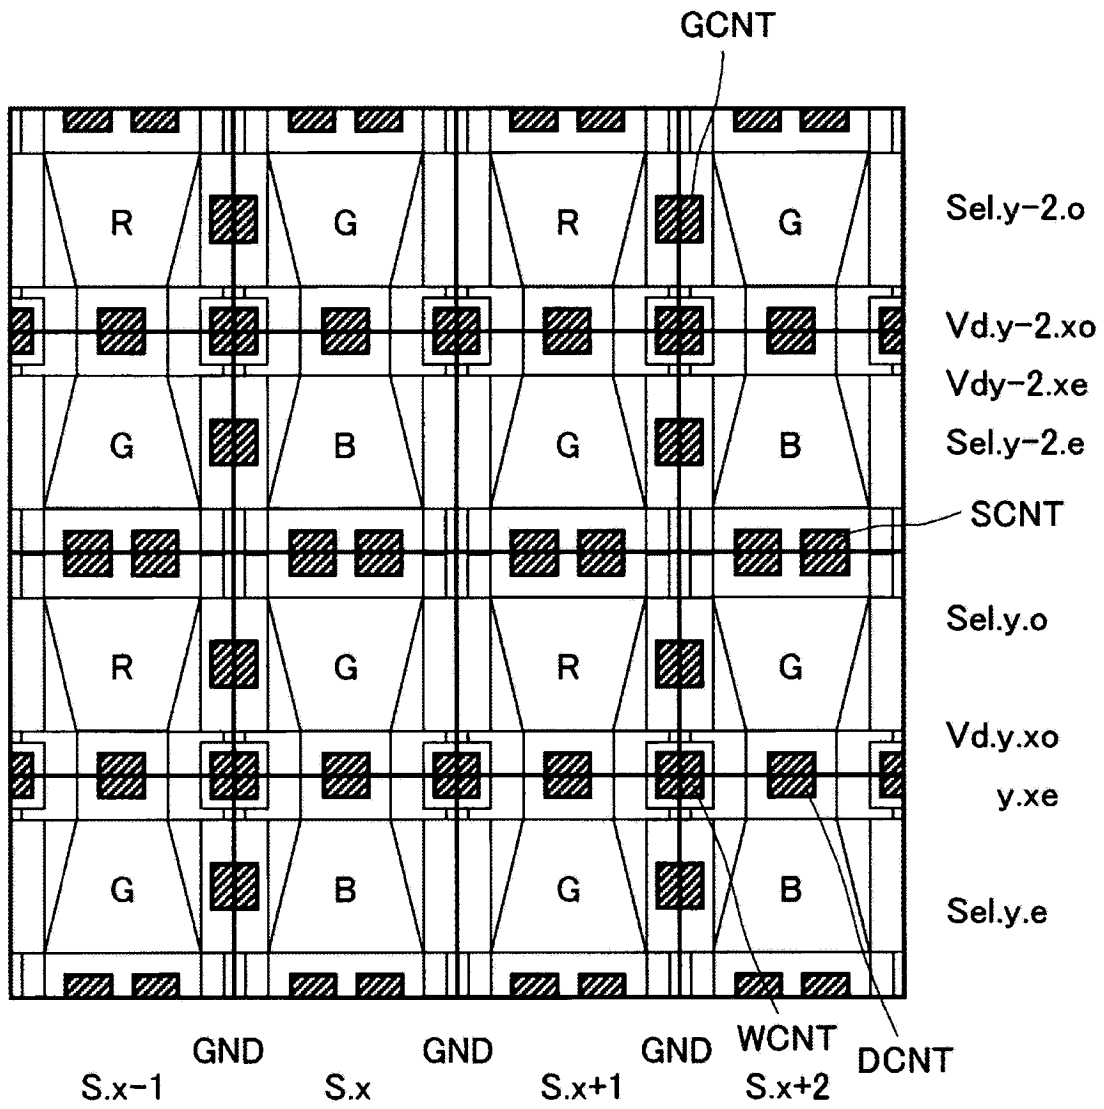 GCNT
R G R G Sel.y-2.o
Vd.y-2.xo
Vdy-2.xe
G B G B Sel.y-2.e
SCNT
Sel.y.o
R G R G
Vd.y.xo
y.xe
G B G B Sel.y.e
GND GND GND WCNT DCNT
S.x-1 S.x S.x+1 S.x+2